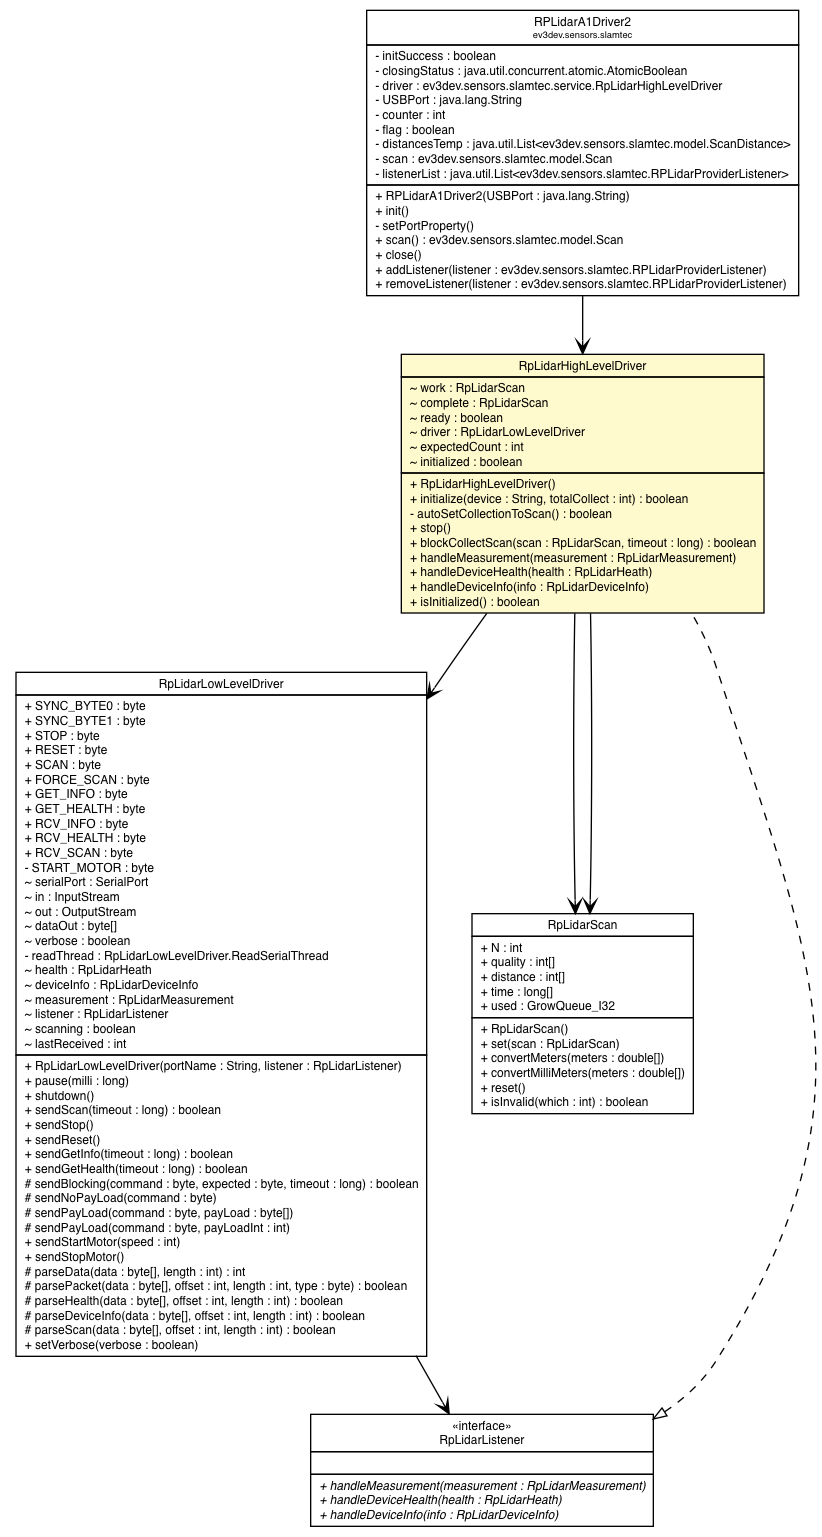 RPLidarA1Driver2
ev3dev.sensors.slamtec
- initSuccess : boolean
- closingStatus : java.util.concurrent.atomic.AtomicBoolean
- driver : ev3dev.sensors.slamtec.service.RpLidarHighLevelDriver
- USBPort : java.lang.String
- counter : int
- flag : boolean
- distancesTemp : java.util.List<ev3dev.sensors.slamtec.model.ScanDistance>
- scan : ev3dev.sensors.slamtec.model.Scan
- listenerList : java.util.List<ev3dev.sensors.slamtec.RPLidarProviderListener>
+ RPLidarA1Driver2(USBPort : java.lang.String)
+ init()
- setPortProperty()
+ scan() : ev3dev.sensors.slamtec.model.Scan
+ close()
+ addListener(listener : ev3dev.sensors.slamtec.RPLidarProviderListener)
+ removeListener(listener : ev3dev.sensors.slamtec.RPLidarProviderListener)
RpLidarHighLevelDriver
~ work : RpLidarScan
~ complete : RpLidarScan
~ ready : boolean
~ driver : RpLidarLowLevelDriver
~ expectedCount : int
~ initialized : boolean
+ RpLidarHighLevelDriver()
+ initialize(device : String, totalCollect : int) : boolean
- autoSetCollectionToScan() : boolean
+ stop()
+ blockCollectScan(scan : RpLidarScan, timeout : long) : boolean
+ handleMeasurement(measurement : RpLidarMeasurement)
+ handleDeviceHealth(health : RpLidarHeath)
+ handleDeviceInfo(info : RpLidarDeviceInfo)
+ isInitialized() : boolean
RpLidarLowLevelDriver
+ SYNC_BYTE0 : byte
+ SYNC_BYTE1 : byte
+ STOP : byte
+ RESET : byte
+ SCAN : byte
+ FORCE_SCAN : byte
+ GET_INFO : byte
+ GET_HEALTH : byte
+ RCV_INFO : byte
+ RCV_HEALTH : byte
+ RCV_SCAN : byte
- START_MOTOR : byte
~ serialPort : SerialPort
~ in : InputStream
~ out : OutputStream
~ dataOut : byte[]
~ verbose : boolean
- readThread : RpLidarLowLevelDriver.ReadSerialThread
~ health : RpLidarHeath
~ deviceInfo : RpLidarDeviceInfo
~ measurement : RpLidarMeasurement
~ listener : RpLidarListener
~ scanning : boolean
~ lastReceived : int
+ RpLidarLowLevelDriver(portName : String, listener : RpLidarListener)
+ pause(milli : long)
+ shutdown()
+ sendScan(timeout : long) : boolean
+ sendStop()
+ sendReset()
+ sendGetInfo(timeout : long) : boolean
+ sendGetHealth(timeout : long) : boolean
# sendBlocking(command : byte, expected : byte, timeout : long) : boolean
# sendNoPayLoad(command : byte)
# sendPayLoad(command : byte, payLoad : byte[])
# sendPayLoad(command : byte, payLoadInt : int)
+ sendStartMotor(speed : int)
+ sendStopMotor()
# parseData(data : byte[], length : int) : int
# parsePacket(data : byte[], offset : int, length : int, type : byte) : boolean
# parseHealth(data : byte[], offset : int, length : int) : boolean
# parseDeviceInfo(data : byte[], offset : int, length : int) : boolean
# parseScan(data : byte[], offset : int, length : int) : boolean
+ setVerbose(verbose : boolean)
RpLidarScan
+ N : int
+ quality : int[]
+ distance : int[]
+ time : long[]
+ used : GrowQueue_I32
+ RpLidarScan()
+ set(scan : RpLidarScan)
+ convertMeters(meters : double[])
+ convertMilliMeters(meters : double[])
+ reset()
+ isInvalid(which : int) : boolean
«interface»
RpLidarListener
+ handleMeasurement(measurement : RpLidarMeasurement)
+ handleDeviceHealth(health : RpLidarHeath)
+ handleDeviceInfo(info : RpLidarDeviceInfo)